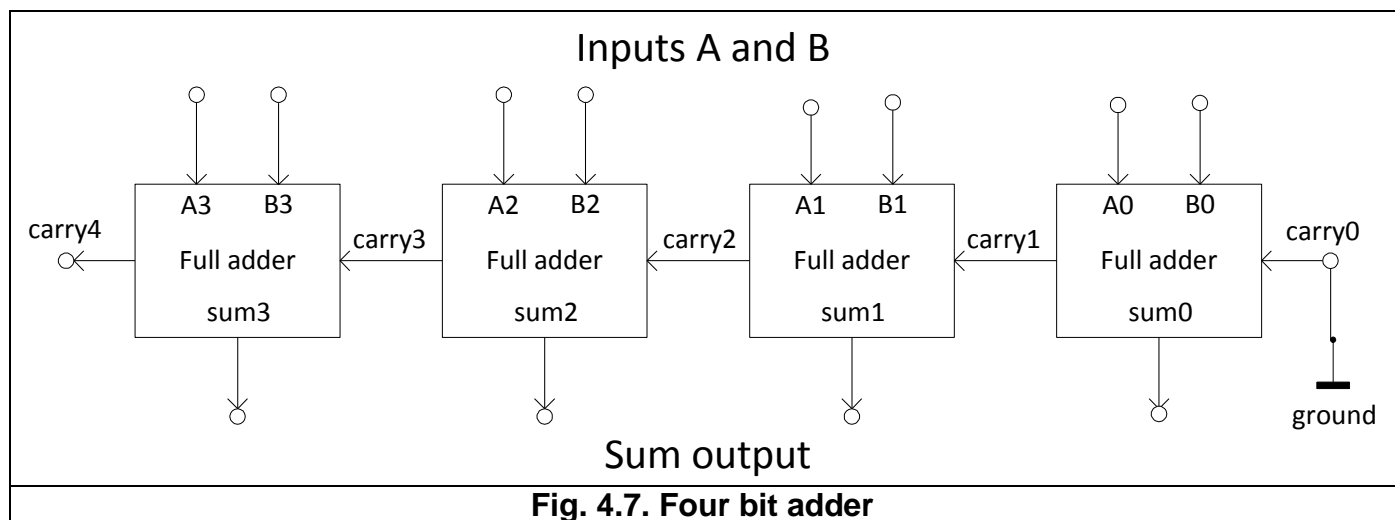 Inputs A and B
A3 B3 A2 B2 A1 B1 A0 B0
carry4 carry3 carry2 carry1 carry0
Full adder Full adder Full adder Full adder
sum3 sum2 sum1 sum0
ground
Sum output
Fig. 4.7. Four bit adder